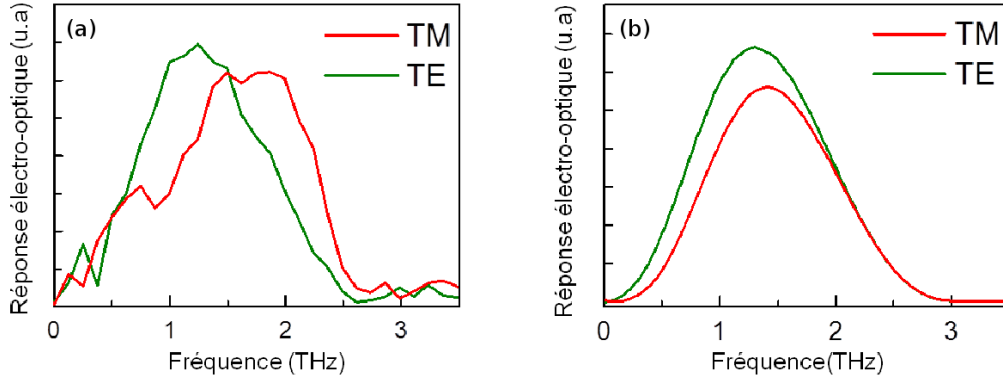 Réponse électro-optique (u.a)
(a)
TM
TE
0
1
2
3
Fréquence (THz)
Réponse électro-optique (u.a)
(b)
TM
TE
0
1
2
3
Fréquence(THz)